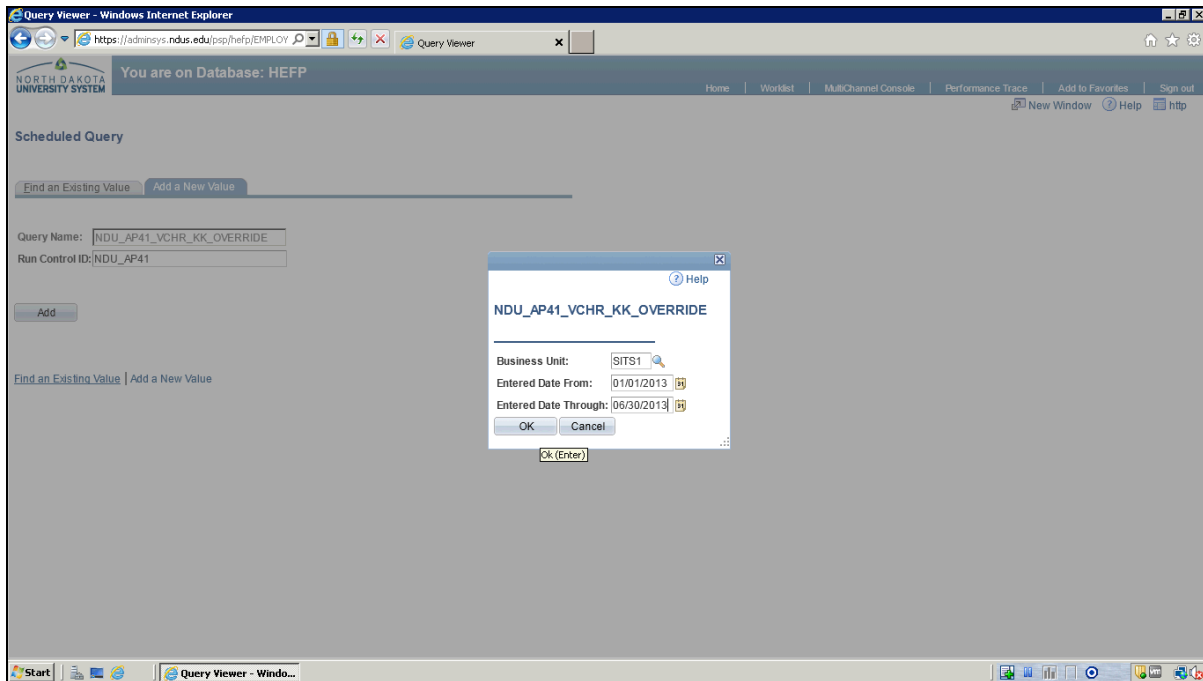 Query Viewer - Windows Internet Explorer
https://adminsys.ndus.edu/psp/hefp/EMPLOY
Query Viewer
NORTH DAKOTA
UNIVERSITY SYSTEM
You are on Database: HEFP
Home | Worklist | MultiChannel Console | Performance Trace | Add to Favorites | Sign out
New Window Help http
Scheduled Query
Find an Existing Value Add a New Value
Query Name: NDU_AP41_VCHR_KK_OVERRIDE
Run Control ID: NDU_AP41
Add
Find an Existing Value | Add a New Value
Help
NDU_AP41_VCHR_KK_OVERRIDE
Business Unit: SITS1
Entered Date From: 01/01/2013
Entered Date Through: 06/30/2013
OK Cancel
Ok (Enter)
Start Query Viewer - Windo...